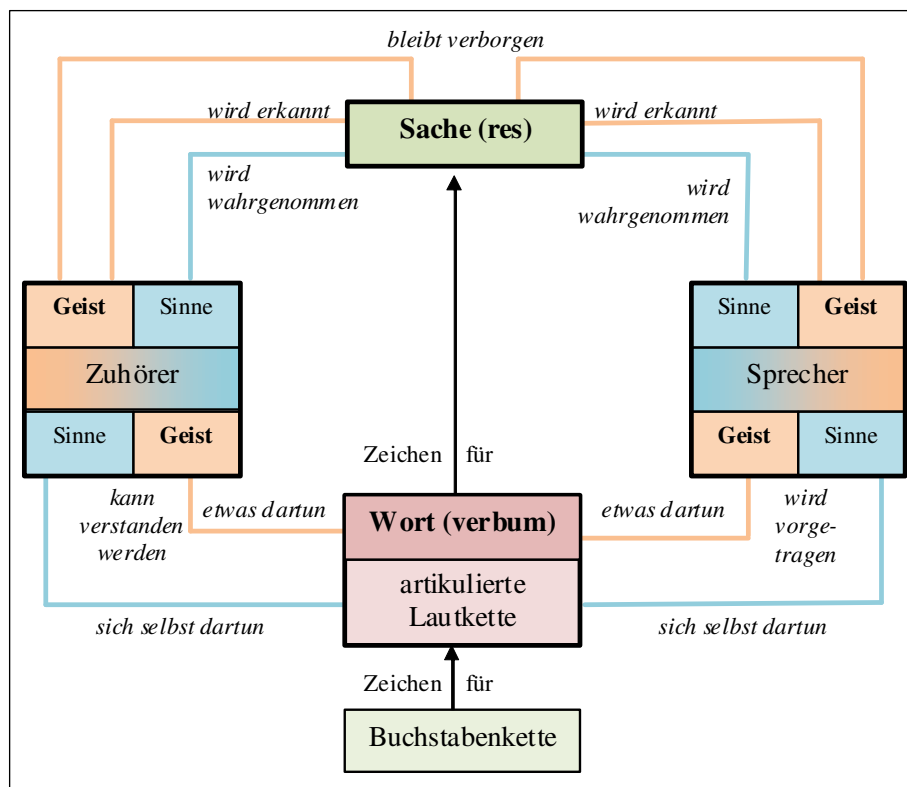 bleibt verborgen
wird erkannt
wird erkannt
Sache (res)
wird
wahrgenommen
wird
wahrgenommen
Geist
Sinne
Sinne
Geist
Zuhörer
Sprecher
Sinne
Geist
Geist
Sinne
Zeichen für
kann
verstanden
werden
etwas dartun
Wort (verbum)
etwas dartun
wird
vorge-
tragen
artikulierte
Lautkette
sich selbst dartun
sich selbst dartun
Zeichen für
Buchstabenkette